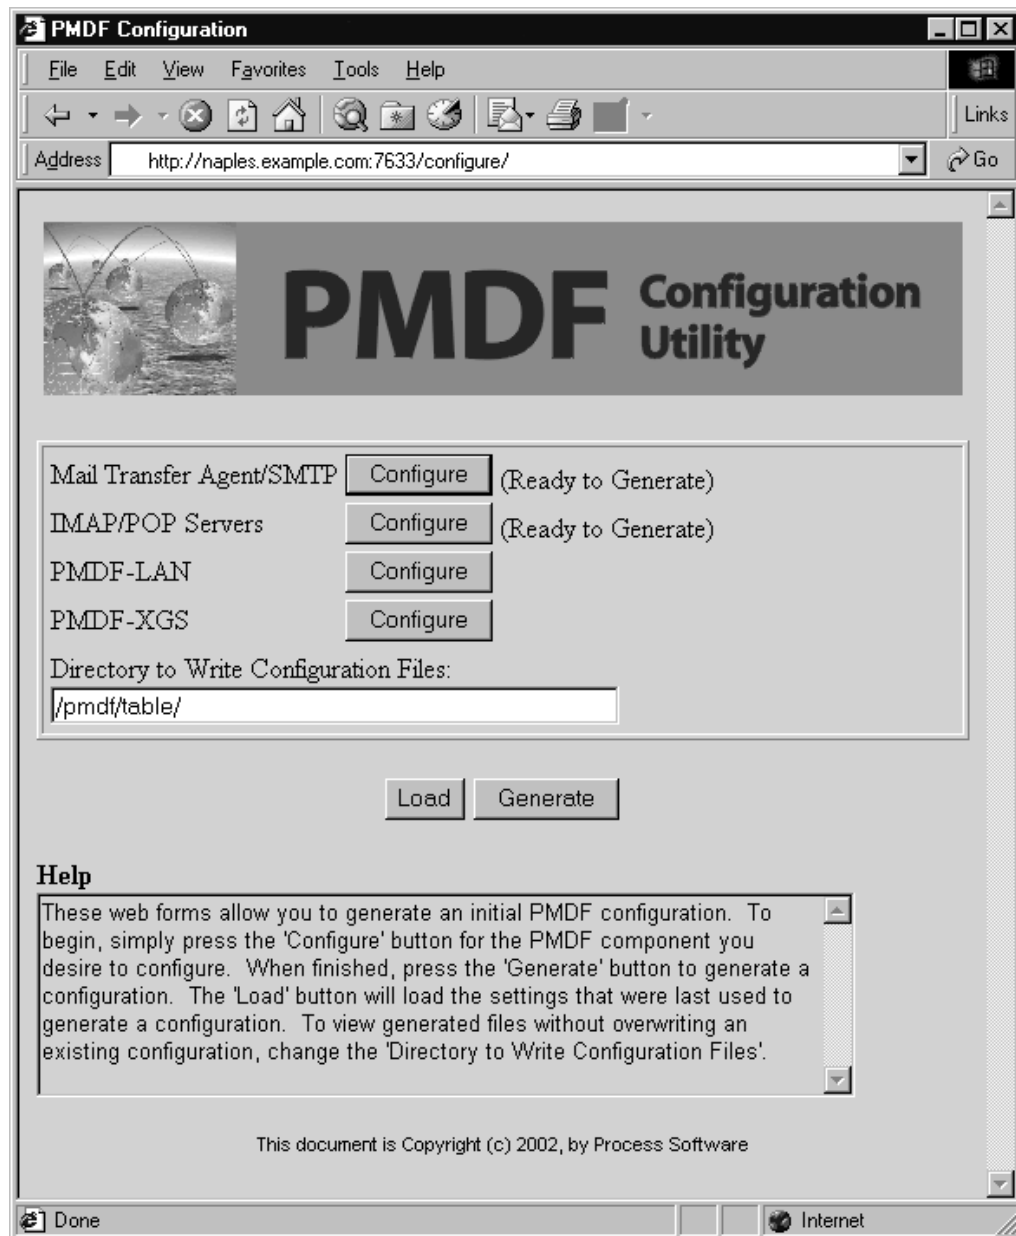 PMDF Configuration
File Edit View Favorites Tools Help
Links
Address http://naples.example.com:7633/configure/ Go
PMDF Configuration
Utility
Mail Transfer Agent/SMTP Configure (Ready to Generate)
IMAP/POP Servers Configure (Ready to Generate)
PMDF-LAN Configure
PMDF-XGS Configure
Directory to Write Configuration Files:
/pmdf/table/
Load Generate
Help
These web forms allow you to generate an initial PMDF configuration. To
begin, simply press the 'Configure' button for the PMDF component you
desire to configure. When finished, press the 'Generate' button to generate a
configuration. The 'Load' button will load the settings that were last used to
generate a configuration. To view generated files without overwriting an
existing configuration, change the 'Directory to Write Configuration Files'.
This document is Copyright (c) 2002, by Process Software
Done Internet